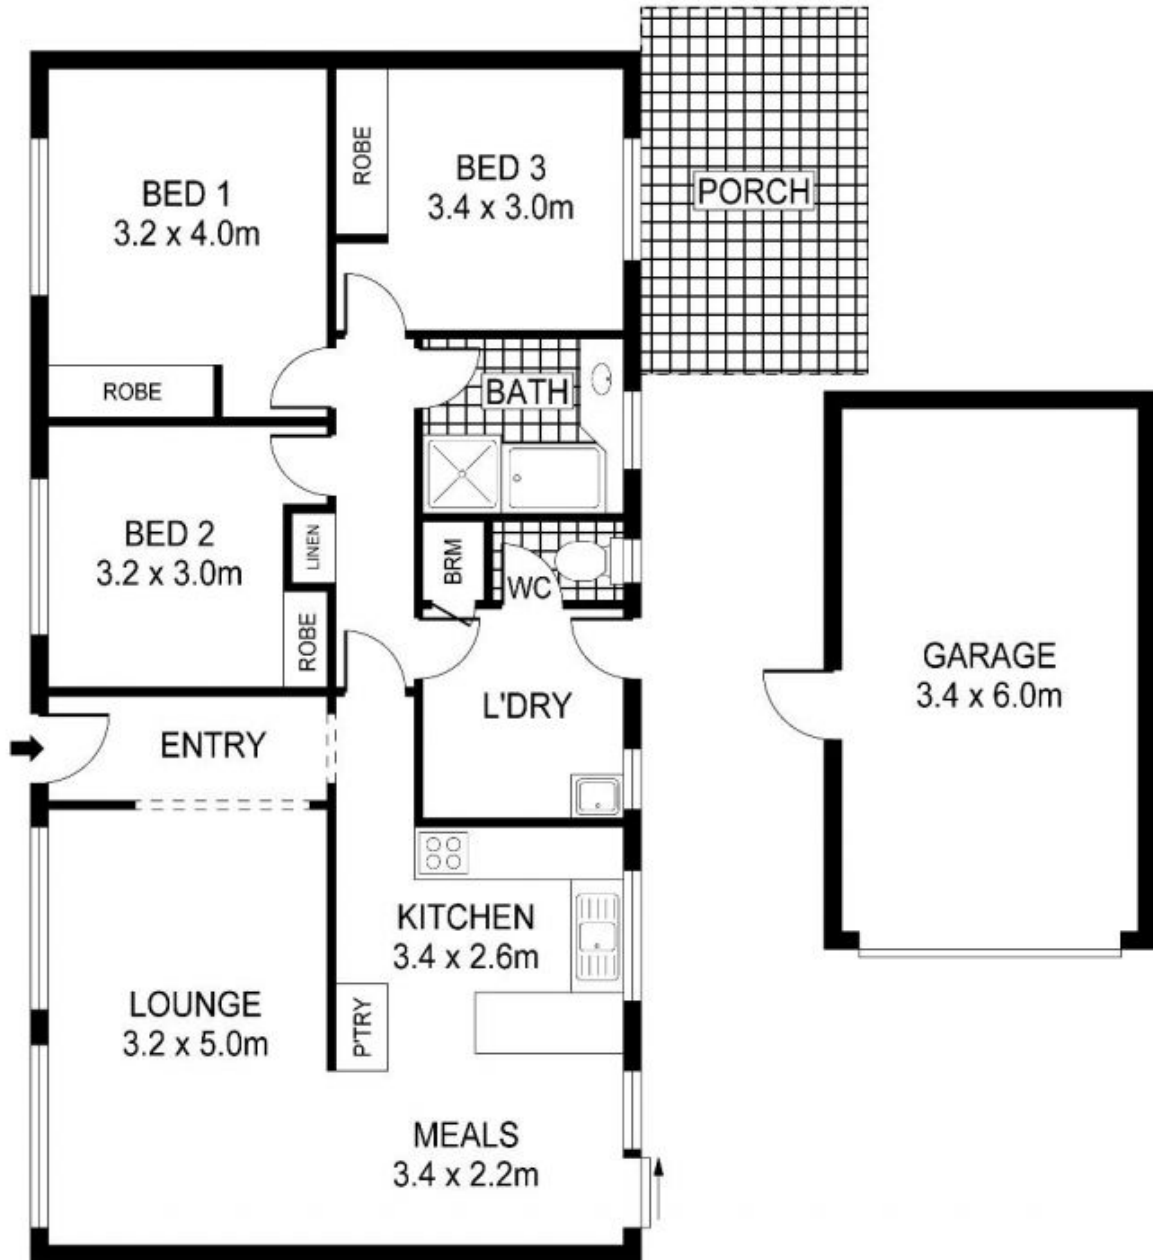 BED 1
3.2 x 4.0m
ROBE
BED 3
3.4 x 3.0m
PORCH
ROBE
BATH
BED 2
3.2 x 3.0m
LINEN
ROBE
BRM
WC
L'DRY
GARAGE
3.4 x 6.0m
ENTRY
KITCHEN
3.4 x 2.6m
LOUNGE
3.2 x 5.0m
P'TRY
MEALS
3.4 x 2.2m